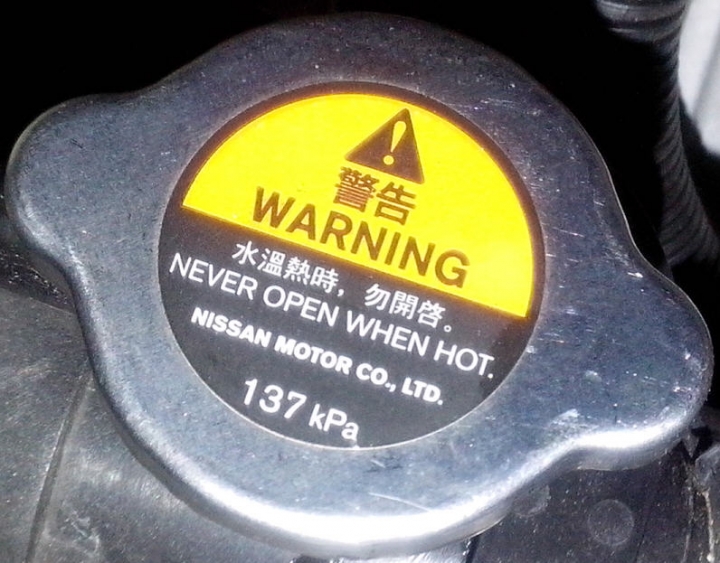 警告
WARNING
水溫熱時，勿開啓。
NEVER OPEN WHEN HOT.
NISSAN MOTOR CO., LTD.
137 kPa